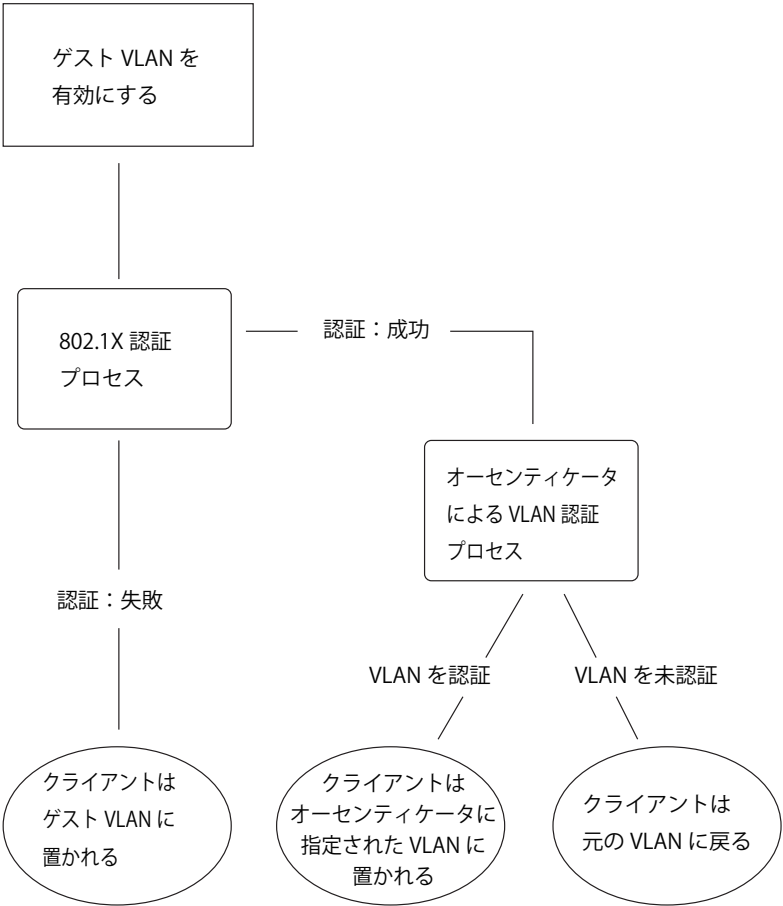 ゲスト VLAN を
有効にする
802.1X 認証
プロセス
認証：成功
オーセンティケータ
による VLAN 認証
プロセス
認証：失敗
VLAN を認証
VLAN を未認証
クライアントは
ゲスト VLAN に
置かれる
クライアントは
オーセンティケータに
指定された VLAN に
置かれる
クライアントは
元の VLAN に戻る